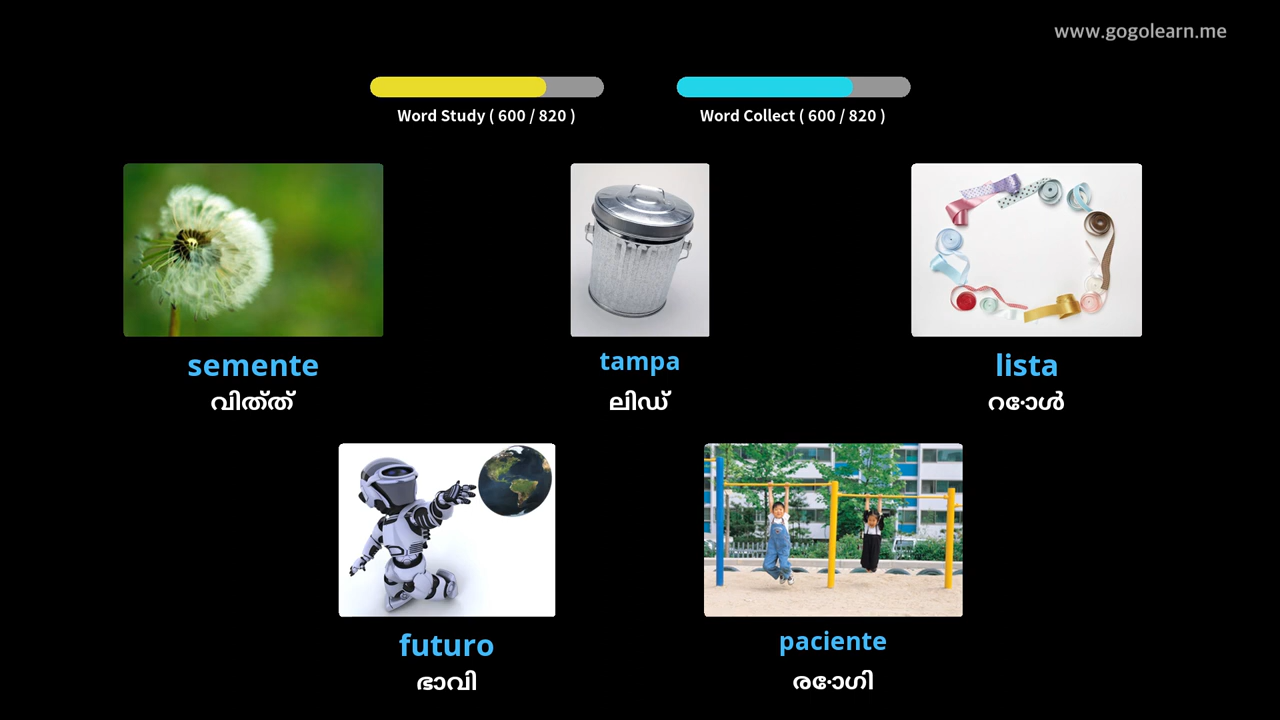 www.gogolearn.me
Word Study ( 600 / 820 )
Word Collect ( 600 / 820 )
semente
tampa
lista
വിത്ത്
ലിഡ്
റോൾ
futuro
paciente
ഭാവി
രോഗി